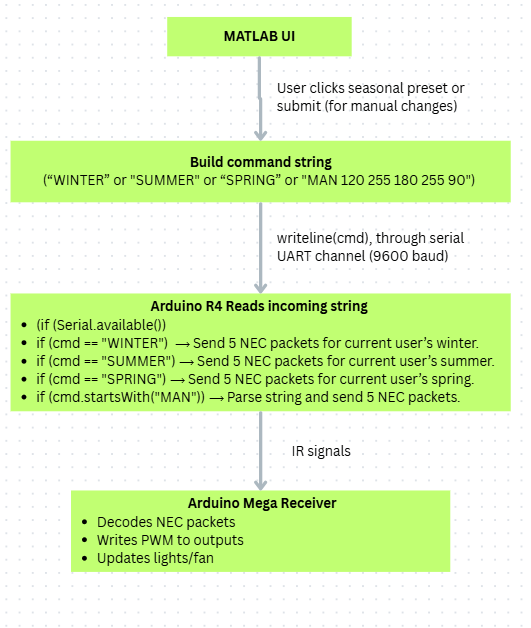 MATLAB UI
User clicks seasonal preset or
submit (for manual changes)
Build command string
(“WINTER” or "SUMMER" or “SPRING” or "MAN 120 255 180 255 90")
writeline(cmd), through serial
UART channel (9600 baud)
Arduino R4 Reads incoming string
• (if (Serial.available())
• if (cmd == "WINTER") → Send 5 NEC packets for current user’s winter.
• if (cmd == "SUMMER") → Send 5 NEC packets for current user’s summer.
• if (cmd == "SPRING") → Send 5 NEC packets for current user’s spring.
• if (cmd.startsWith("MAN")) → Parse string and send 5 NEC packets.
IR signals
Arduino Mega Receiver
• Decodes NEC packets
• Writes PWM to outputs
• Updates lights/fan